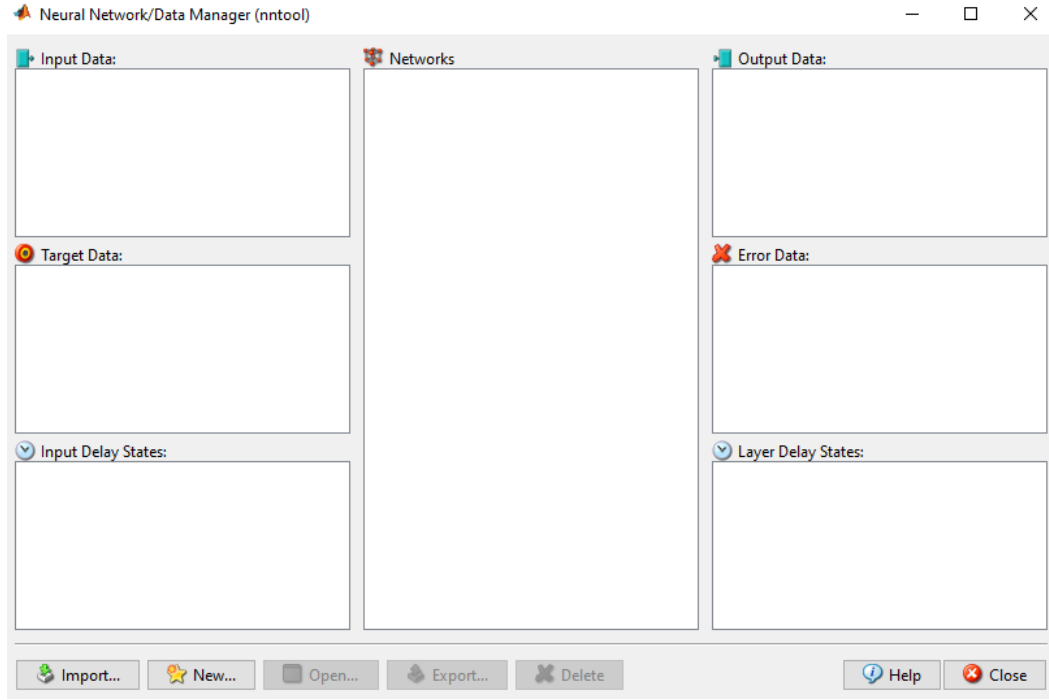 Neural Network/Data Manager (nntool)
Input Data:
Networks
Output Data:
Target Data:
Error Data:
Input Delay States:
Layer Delay States:
Import...
New...
Open...
Export...
Delete
Help
Close